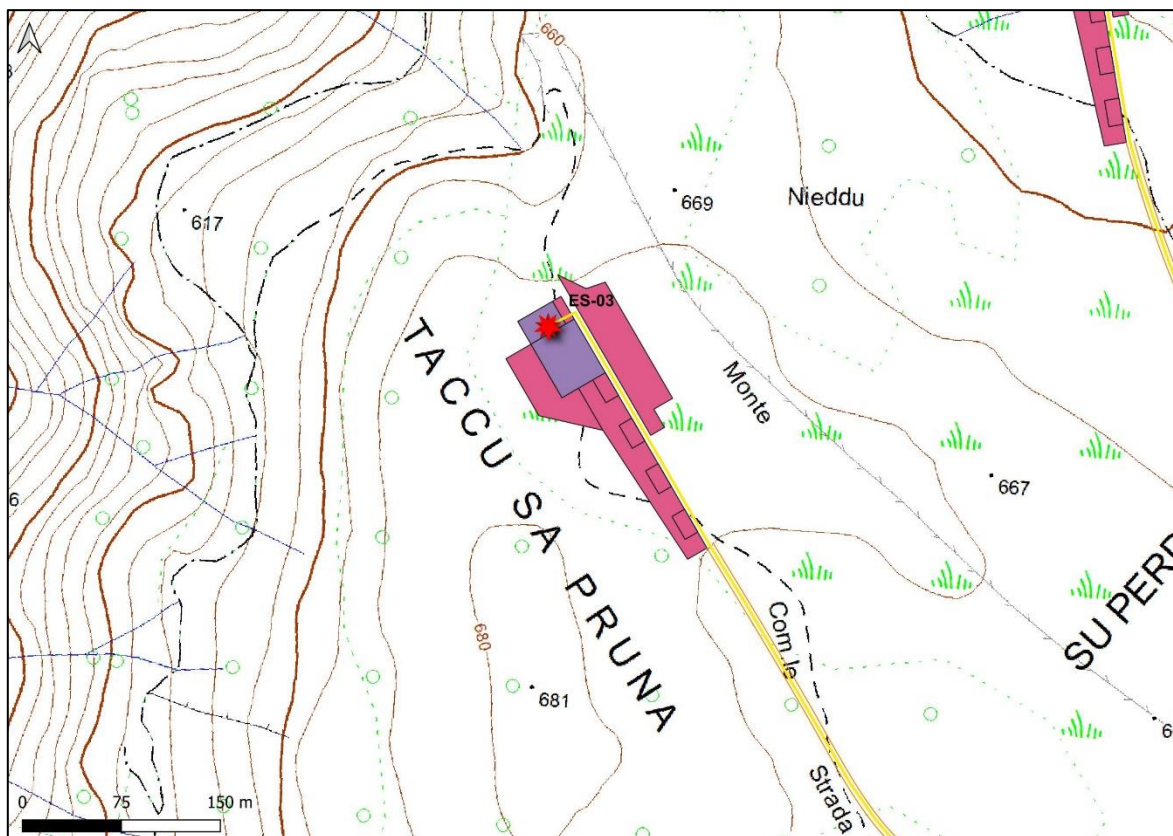 660
617
669
Nieddu
ES-03
TACCU SA PRUNA
Monte
667
SU PERD
680
681
Com.le
Strada
0 75 150 m